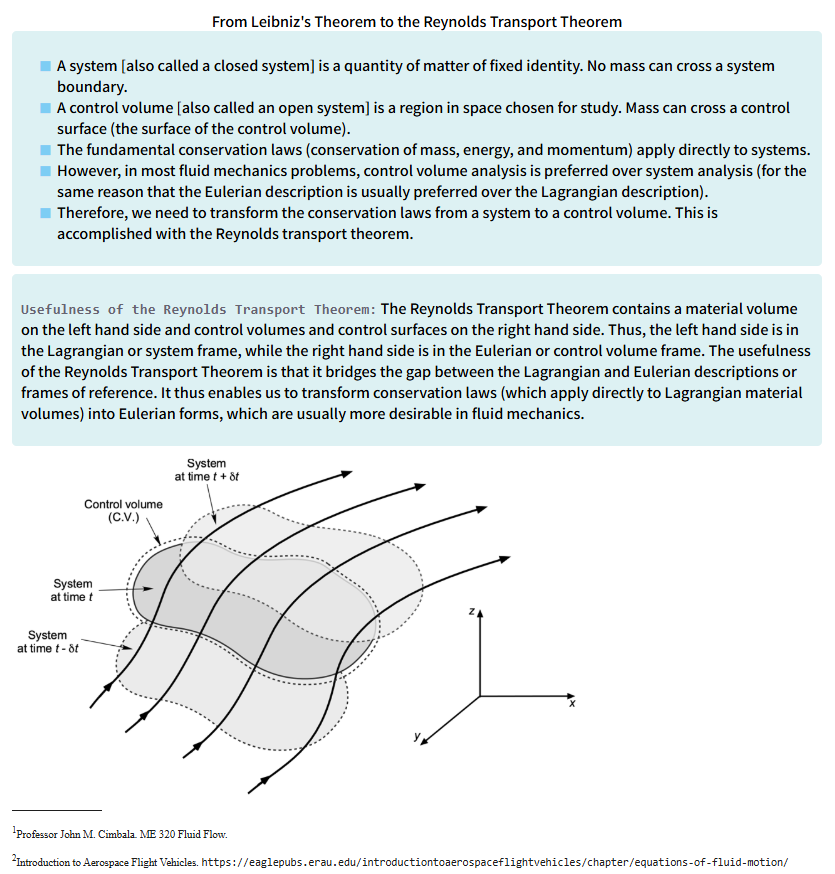 From Leibniz's Theorem to the Reynolds Transport Theorem
A system [also called a closed system] is a quantity of matter of fixed identity. No mass can cross a system
boundary.
A control volume [also called an open system] is a region in space chosen for study. Mass can cross a control
surface (the surface of the control volume).
The fundamental conservation laws (conservation of mass, energy, and momentum) apply directly to systems.
However, in most fluid mechanics problems, control volume analysis is preferred over system analysis (for the
same reason that the Eulerian description is usually preferred over the Lagrangian description).
Therefore, we need to transform the conservation laws from a system to a control volume. This is
accomplished with the Reynolds transport theorem.
Usefulness of the Reynolds Transport Theorem: The Reynolds Transport Theorem contains a material volume
on the left hand side and control volumes and control surfaces on the right hand side. Thus, the left hand side is in
the Lagrangian or system frame, while the right hand side is in the Eulerian or control volume frame. The usefulness
of the Reynolds Transport Theorem is that it bridges the gap between the Lagrangian and Eulerian descriptions or
frames of reference. It thus enables us to transform conservation laws (which apply directly to Lagrangian material
volumes) into Eulerian forms, which are usually more desirable in fluid mechanics.
System
at time t + δt
Control volume
(C.V.)
System
at time t
System
at time t - δt
z
x
y
1Professor John M. Cimbala. ME 320 Fluid Flow.
2Introduction to Aerospace Flight Vehicles. https://eaglepubs.erau.edu/introductiontoaerospaceflightvehicles/chapter/equations-of-fluid-motion/